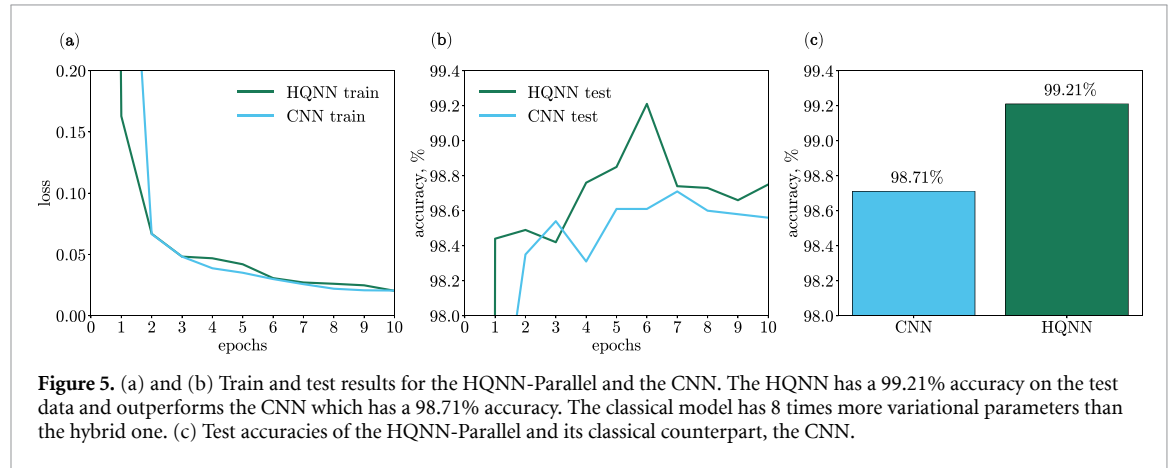 (a)
0.20
0.15
0.10
0.05
0.00
loss
HQNN train
CNN train
0 1 2 3 4 5 6 7 8 9 10
epochs
(b)
99.4
99.2
99.0
98.8
98.6
98.4
98.2
98.0
accuracy, %
HQNN test
CNN test
0 1 2 3 4 5 6 7 8 9 10
epochs
(c)
99.4
99.2
99.0
98.8
98.6
98.4
98.2
98.0
accuracy, %
98.71%
99.21%
CNN HQNN
Figure 5. (a) and (b) Train and test results for the HQNN-Parallel and the CNN. The HQNN has a 99.21% accuracy on the test
data and outperforms the CNN which has a 98.71% accuracy. The classical model has 8 times more variational parameters than
the hybrid one. (c) Test accuracies of the HQNN-Parallel and its classical counterpart, the CNN.